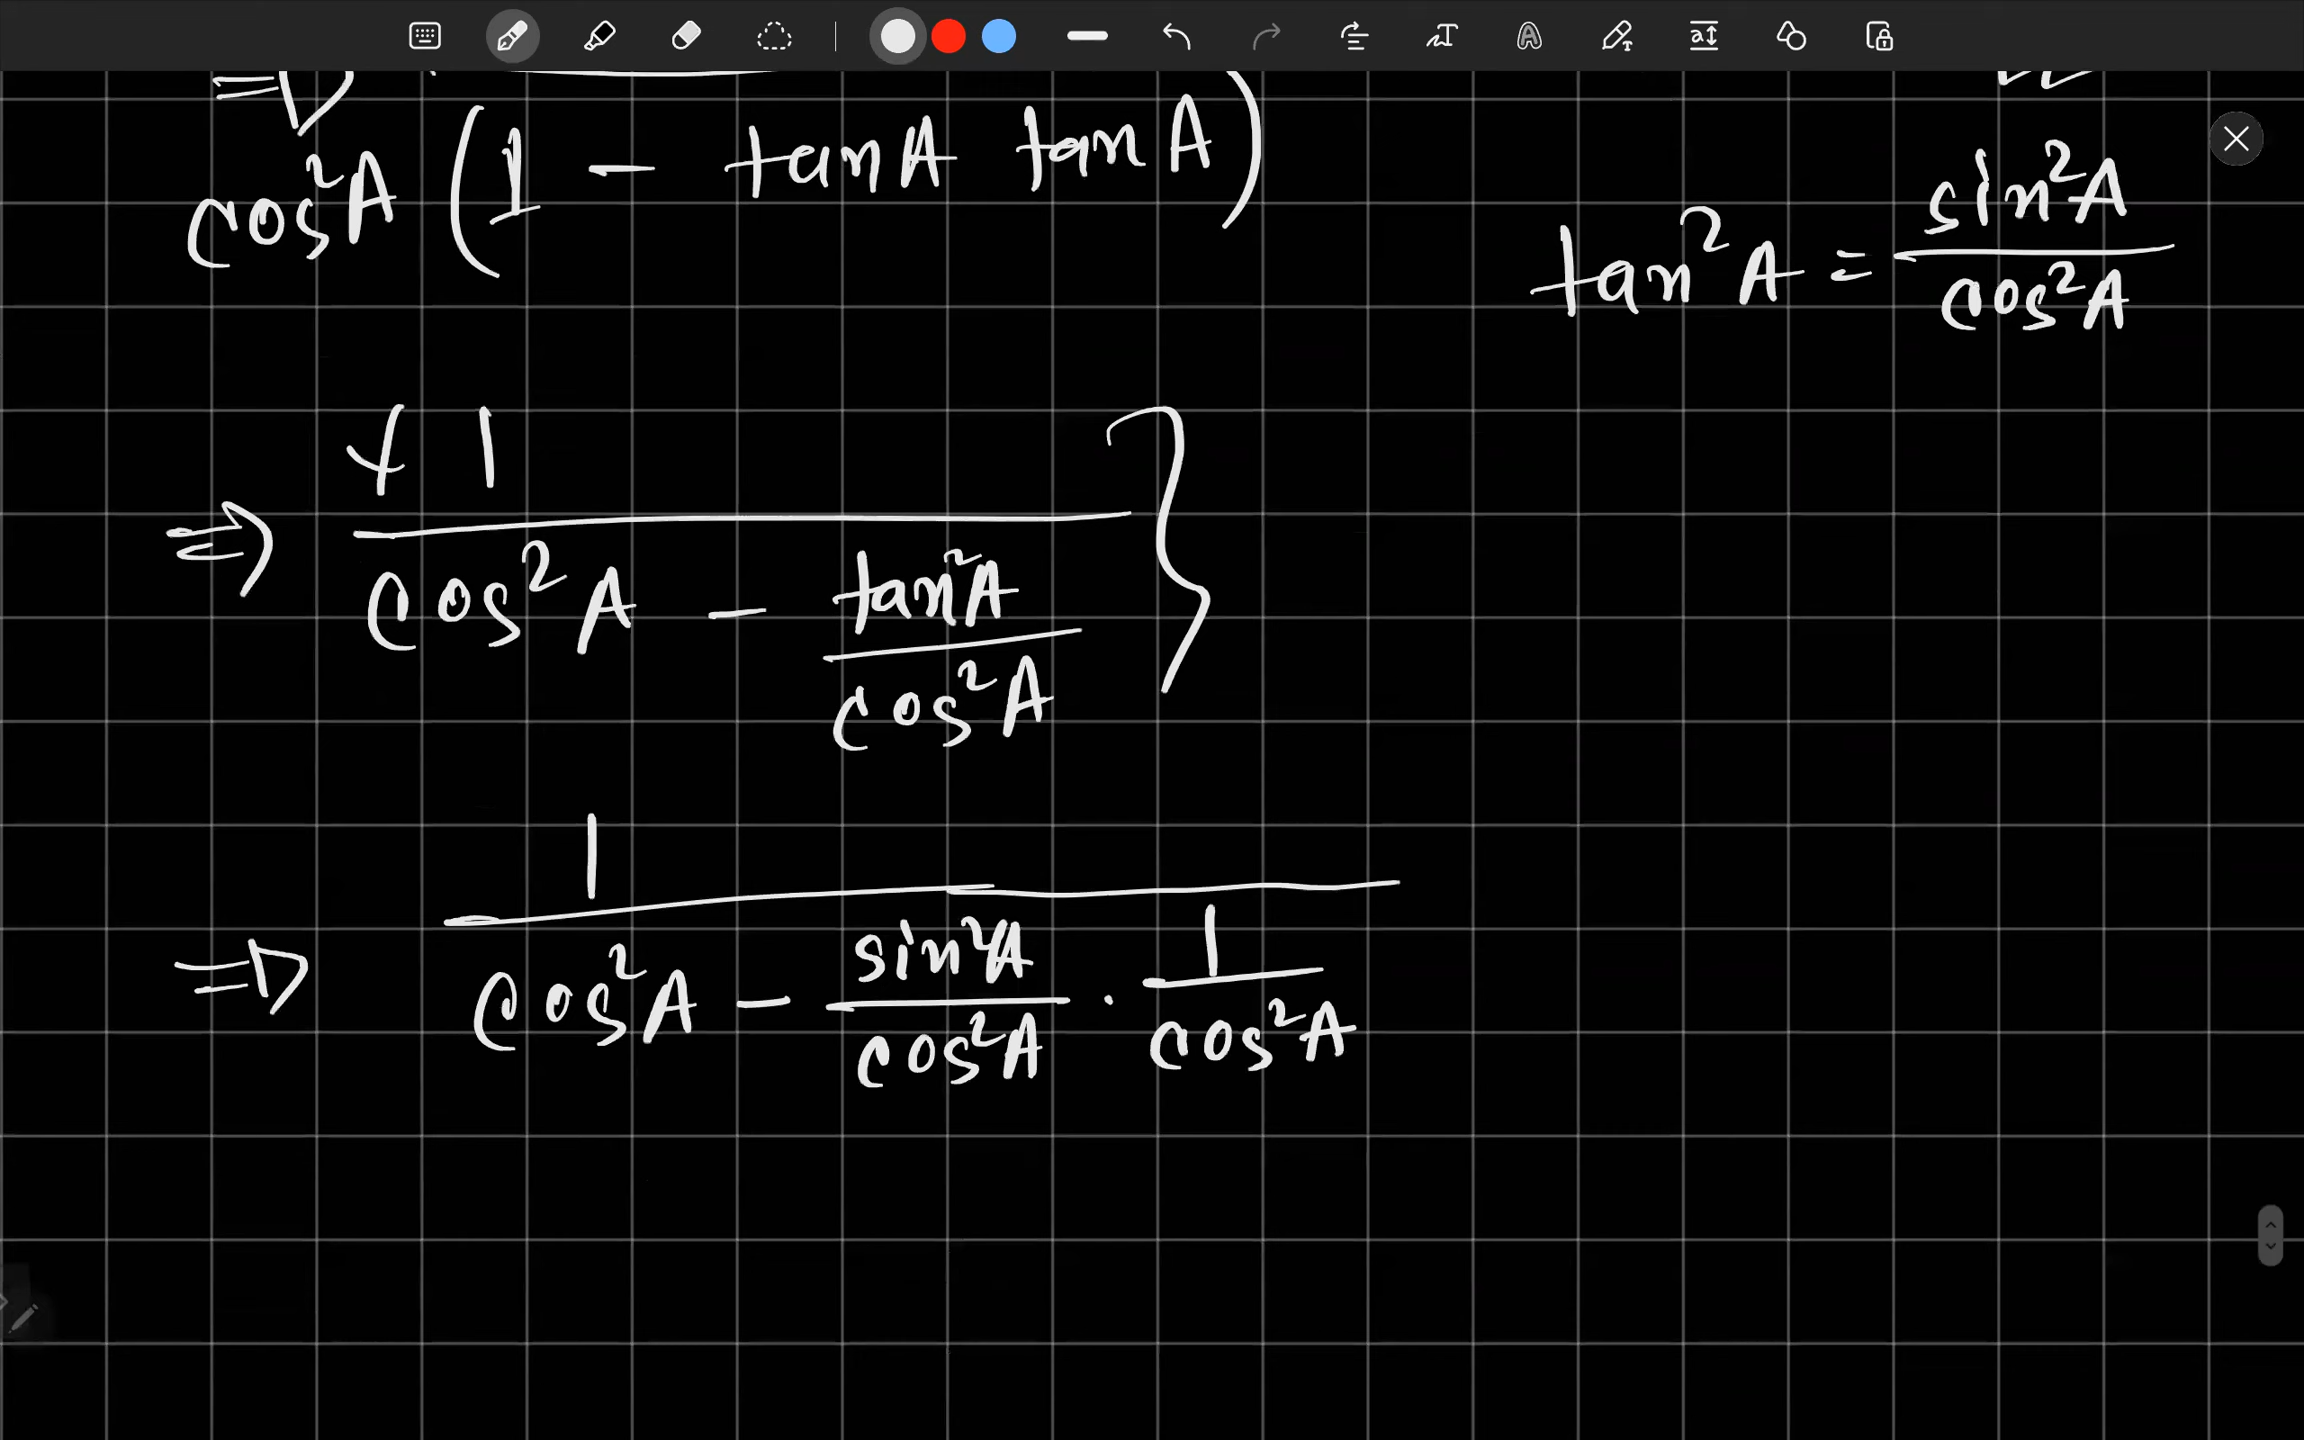 ⇒
cos²A (1 - tanA tanA)
tan²A = sin²A / cos²A
⇒ 1 / (cos²A - tan²A / cos²A) }
⇒ 1 / (cos²A - sin²A / cos²A · 1 / cos²A)